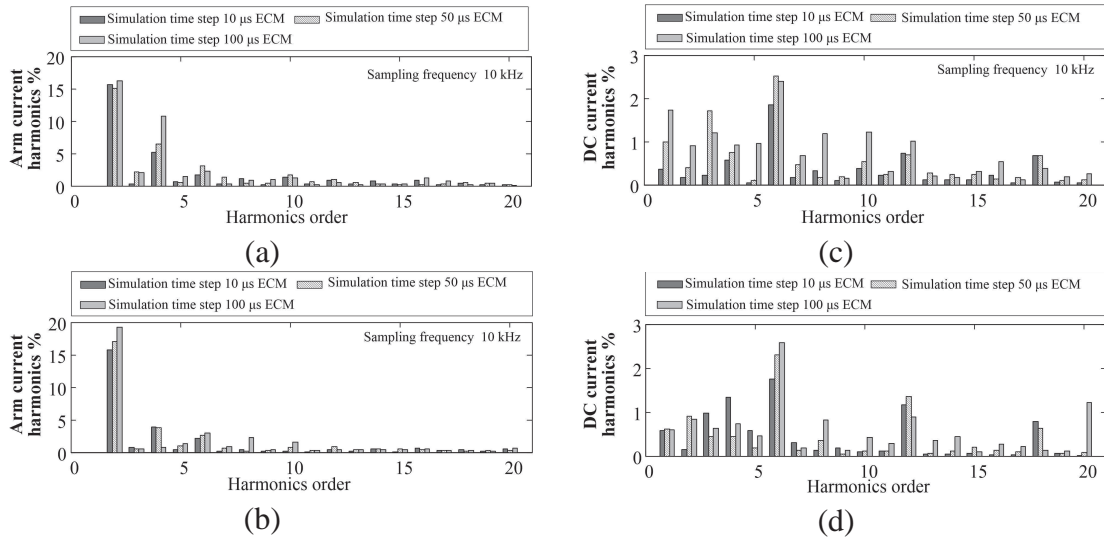 Simulation time step 10 μs ECM
Simulation time step 50 μs ECM
Simulation time step 100 μs ECM
Arm current
harmonics %
20
15
10
5
0
Sampling frequency 10 kHz
5
10
15
20
Harmonics order
(a)
Simulation time step 10 μs ECM
Simulation time step 50 μs ECM
Simulation time step 100 μs ECM
Arm current
harmonics %
20
15
10
5
0
Sampling frequency 10 kHz
5
10
15
20
Harmonics order
(b)
Simulation time step 10 μs ECM
Simulation time step 50 μs ECM
Simulation time step 100 μs ECM
DC current
harmonics %
3
2
1
0
Sampling frequency 10 kHz
5
10
15
20
Harmonics order
(c)
Simulation time step 10 μs ECM
Simulation time step 50 μs ECM
Simulation time step 100 μs ECM
DC current
harmonics %
3
2
1
0
5
10
15
20
Harmonics order
(d)